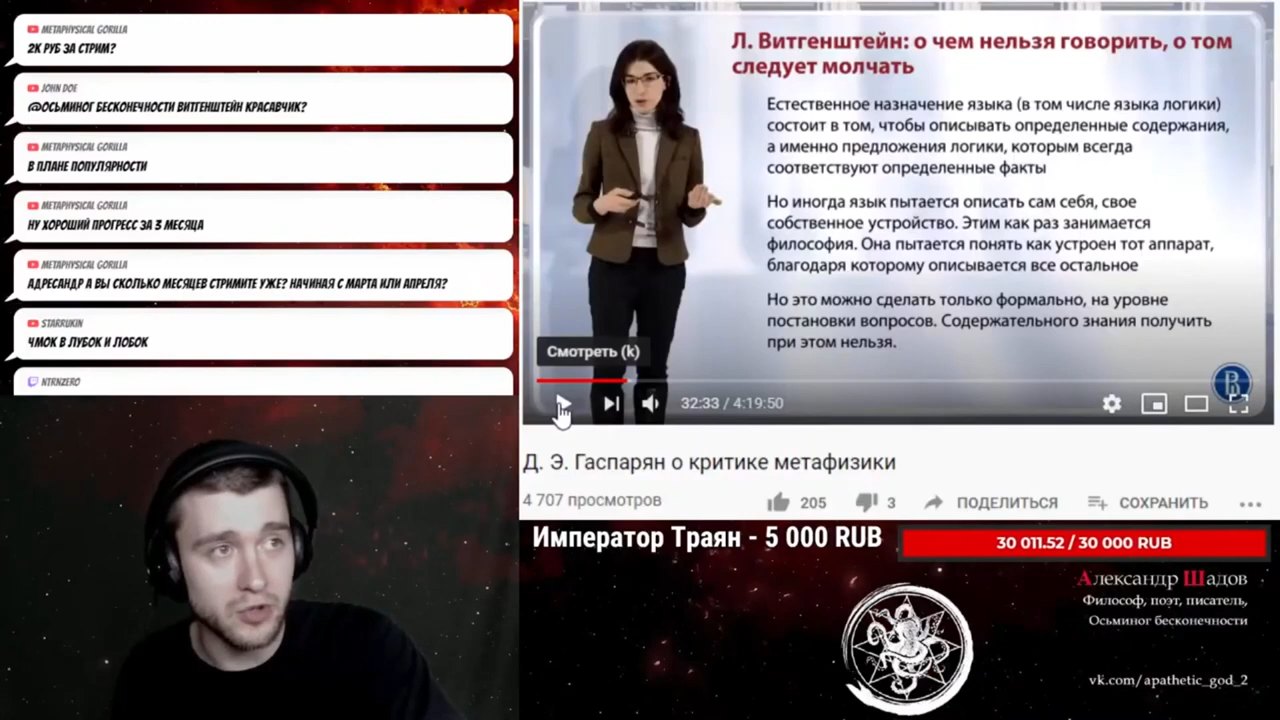 METAPHYSICAL GORILLA
2К РУБ ЗА СТРИМ?
JOHN DOE
@ОСЬМИНОГ БЕСКОНЕЧНОСТИ ВИТГЕНШТЕЙН КРАСАВЧИК?
METAPHYSICAL GORILLA
В ПЛАНЕ ПОПУЛЯРНОСТИ
METAPHYSICAL GORILLA
НУ ХОРОШИЙ ПРОГРЕСС ЗА 3 МЕСЯЦА
METAPHYSICAL GORILLA
АДРЕСАНДР А ВЫ СКОЛЬКО МЕСЯЦЕВ СТРИМИТЕ УЖЕ? НАЧИНАЯ С МАРТА ИЛИ АПРЕЛЯ?
STARRUKIN
ЧМОК В ЛУБОК И ЛОБОК
NTRNZERO
Л. Витгенштейн: о чем нельзя говорить, о том
следует молчать
Естественное назначение языка (в том числе языка логики)
состоит в том, чтобы описывать определенные содержания,
а именно предложения логики, которым всегда
соответствуют определенные факты
Но иногда язык пытается описать сам себя, свое
собственное устройство. Этим как раз занимается
философия. Она пытается понять как устроен тот аппарат,
благодаря которому описывается все остальное
Но это можно сделать только формально, на уровне
постановки вопросов. Содержательного знания получить
при этом нельзя.
Смотреть (k)
32:33 / 4:19:50
Д. Э. Гаспарян о критике метафизики
4 707 просмотров
205
3
ПОДЕЛИТЬСЯ
СОХРАНИТЬ
Император Траян - 5 000 RUB
30 011.52 / 30 000 RUB
Александр Шадов
Философ, поэт, писатель,
Осьминог бесконечности
vk.com/apathetic_god_2